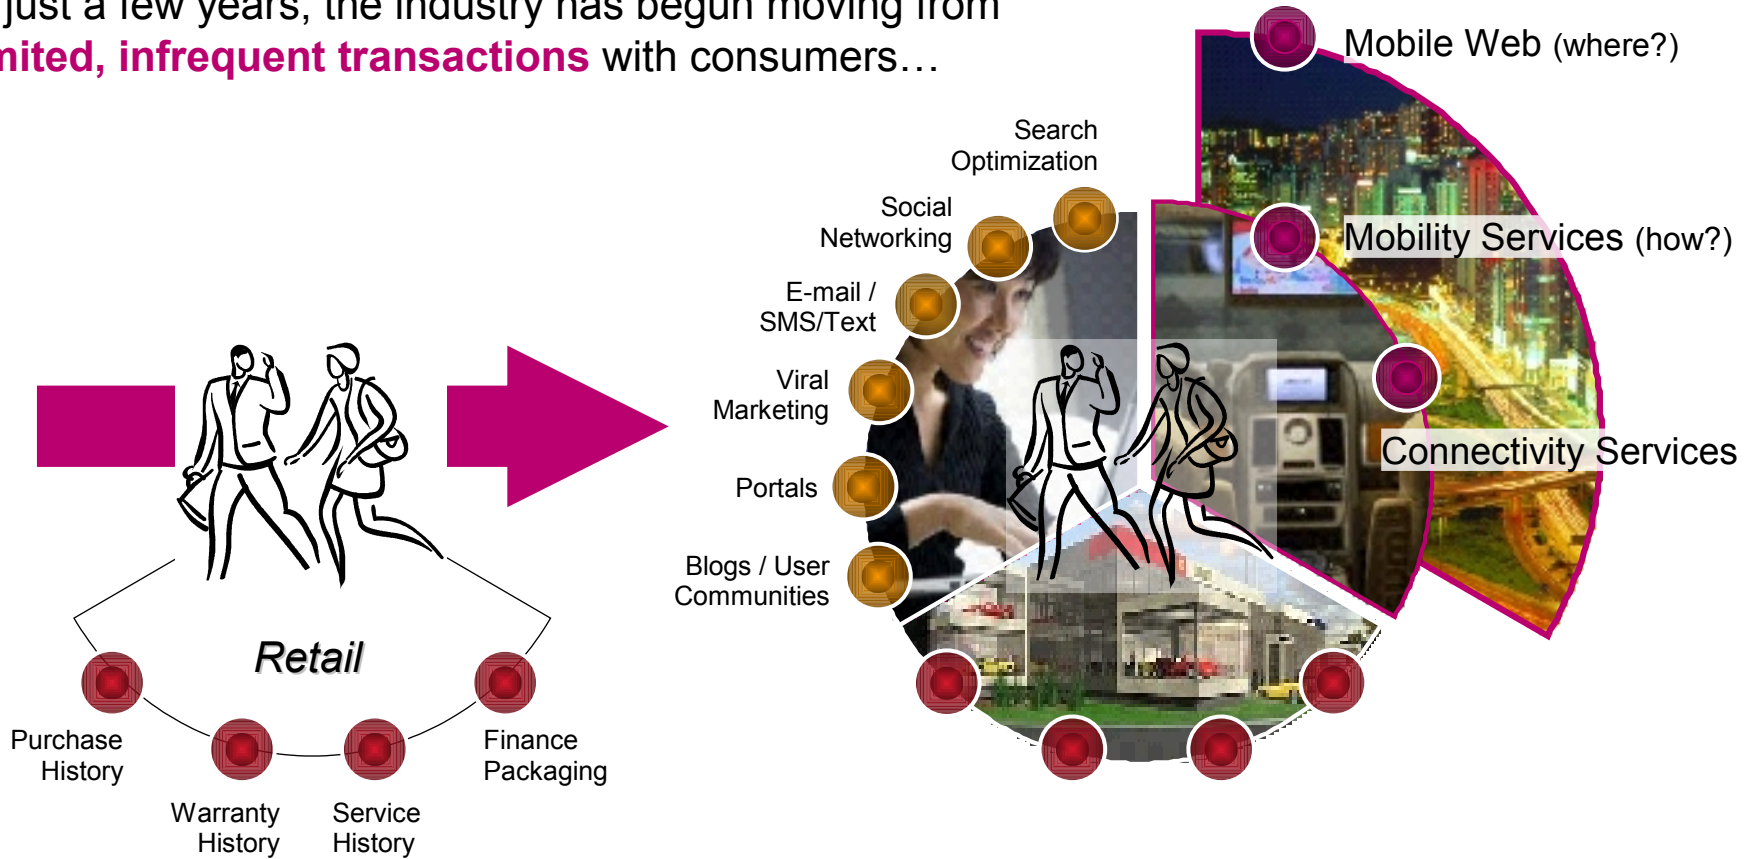 just a few years, the industry has begun moving from
mited, infrequent transactions with consumers…
Mobile Web (where?)
Search
Optimization
Social
Networking
Mobility Services (how?)
E-mail /
SMS/Text
Viral
Marketing
Connectivity Services
Portals
Blogs / User
Communities
Retail
Purchase
History
Warranty
History
Service
History
Finance
Packaging